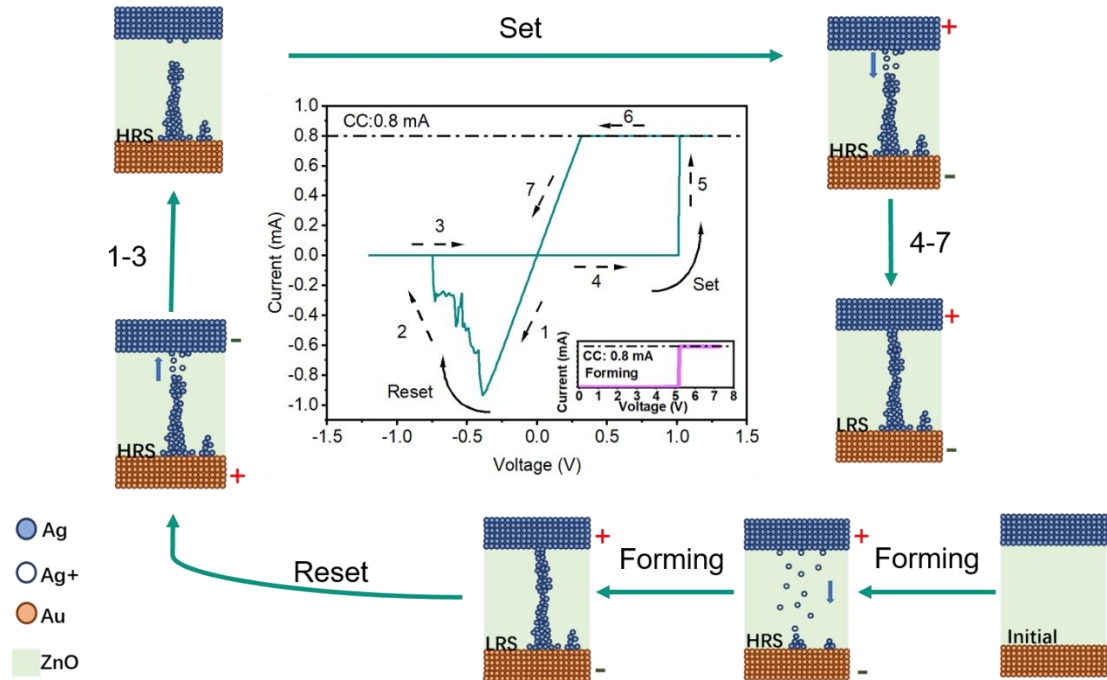 Set
+
HRS
+
HRS
-
CC:0.8 mA
1.0
0.8
0.6
0.4
0.2
0.0
-0.2
-0.4
-0.6
-0.8
-1.0
Current (mA)
-1.5
-1.0
-0.5
0.0
0.5
1.0
1.5
Voltage (V)
6
7
5
3
4
Set
2
1
Reset
CC: 0.8 mA
Forming
Current (mA)
0 1 2 3 4 5 6 7 8
Voltage (V)
1-3
4-7
-
HRS
+
+
LRS
-
Ag
Ag+
Au
ZnO
Reset
+
LRS
-
Forming
+
HRS
-
Forming
Initial